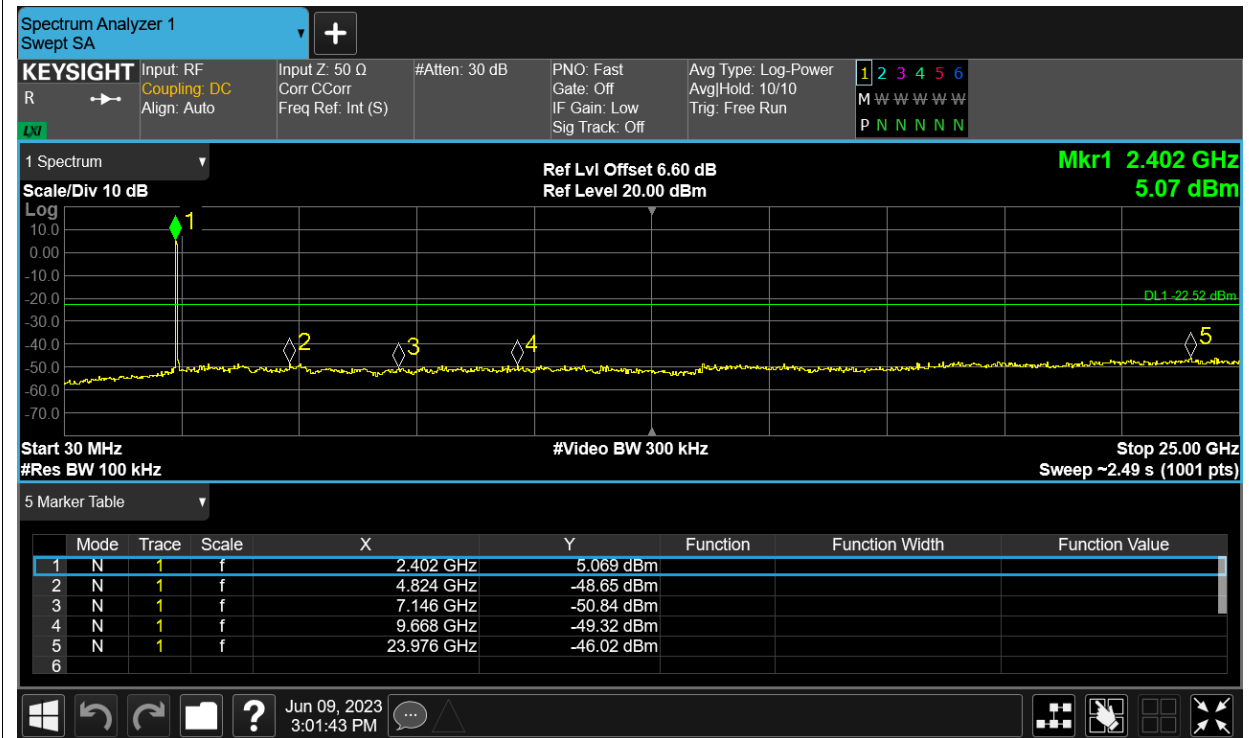 Spectrum Analyzer 1
Swept SA
KEYSIGHT
R
LXI
Input: RF
Coupling: DC
Align: Auto
Input Z: 50 Ω
Corr CCorr
Freq Ref: Int (S)
#Atten: 30 dB
PNO: Fast
Gate: Off
IF Gain: Low
Sig Track: Off
Avg Type: Log-Power
Avg|Hold: 10/10
Trig: Free Run
1 2 3 4 5 6
M W W W W W
P N N N N N
1 Spectrum
Scale/Div 10 dB
Ref Lvl Offset 6.60 dB
Ref Level 20.00 dBm
Mkr1 2.402 GHz
5.07 dBm
Log
10.0
0.00
-10.0
-20.0
-30.0
-40.0
-50.0
-60.0
-70.0
1
2
3
4
5
DL1 -22.52 dBm
Start 30 MHz
#Video BW 300 kHz
Stop 25.00 GHz
#Res BW 100 kHz
Sweep ~2.49 s (1001 pts)
5 Marker Table
Mode Trace Scale X Y Function Function Width Function Value
1 N 1 f 2.402 GHz 5.069 dBm
2 N 1 f 4.824 GHz -48.65 dBm
3 N 1 f 7.146 GHz -50.84 dBm
4 N 1 f 9.668 GHz -49.32 dBm
5 N 1 f 23.976 GHz -46.02 dBm
6
?
Jun 09, 2023
3:01:43 PM